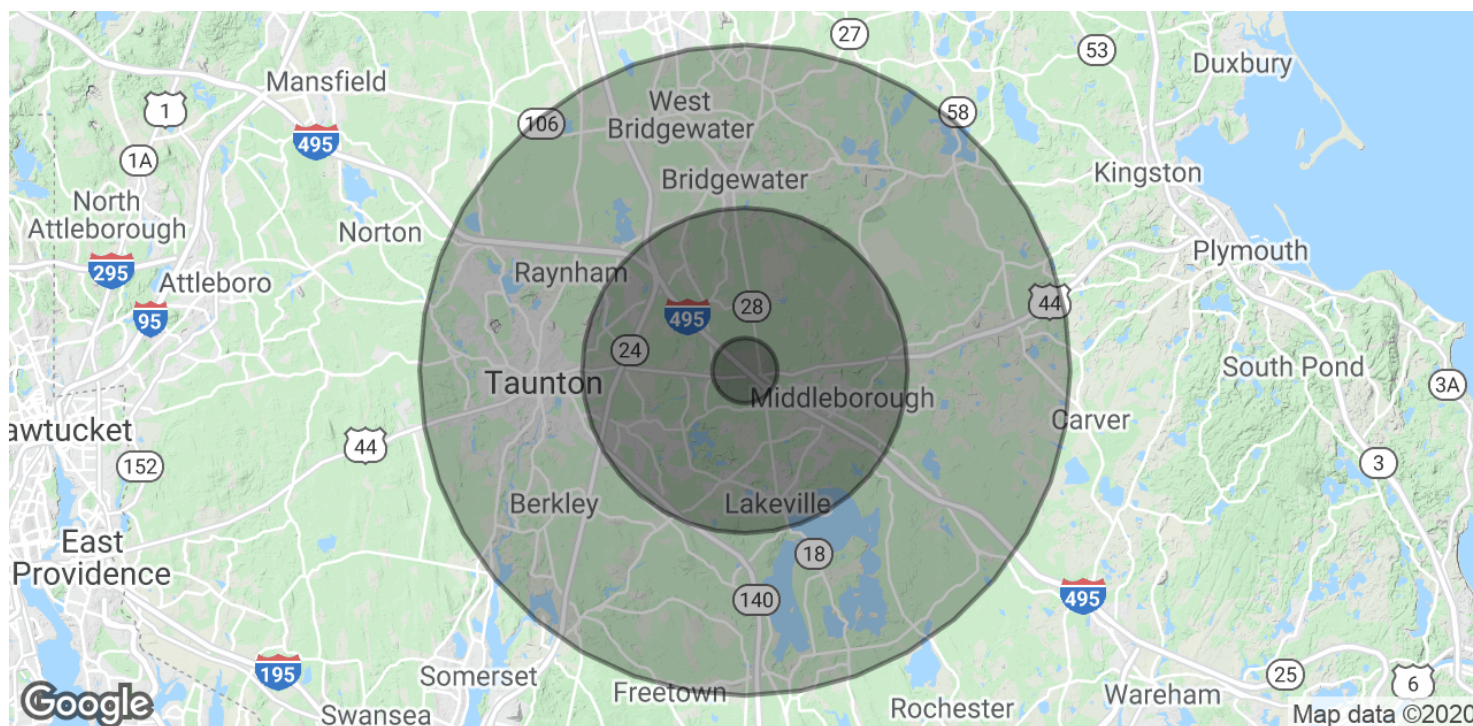 27
53
Duxbury
Mansfield
1
West
Bridgewater
58
106
495
1A
Kingston
Bridgewater
North
Attleborough
Norton
Plymouth
295
Raynham
Attleboro
44
28
95
495
24
South Pond
Taunton
3A
Middleborough
Carver
awtucket
44
152
3
Berkley
Lakeville
East
Providence
18
140
495
195
Somerset
Freetown
Wareham
25
6
Rochester
Google
Swansea
Map data ©2020